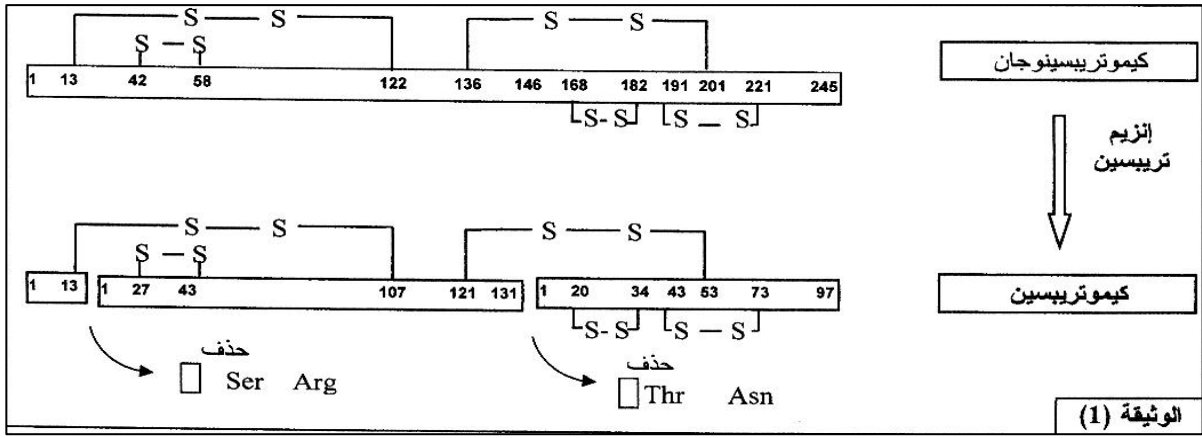 S — S
S – S
1 13 42 58 122 136 146 168 182 191 201 221 245
S- S S — S
كيموتريبسينوجان
إنزيم
تريبسين
S — S S — S
S – S
1 13 1 27 43 107 121 131 1 20 34 43 53 73 97
S- S S — S
كيموتريبسين
حذف
Ser Arg
حذف
Thr Asn
الوثيقة (1)